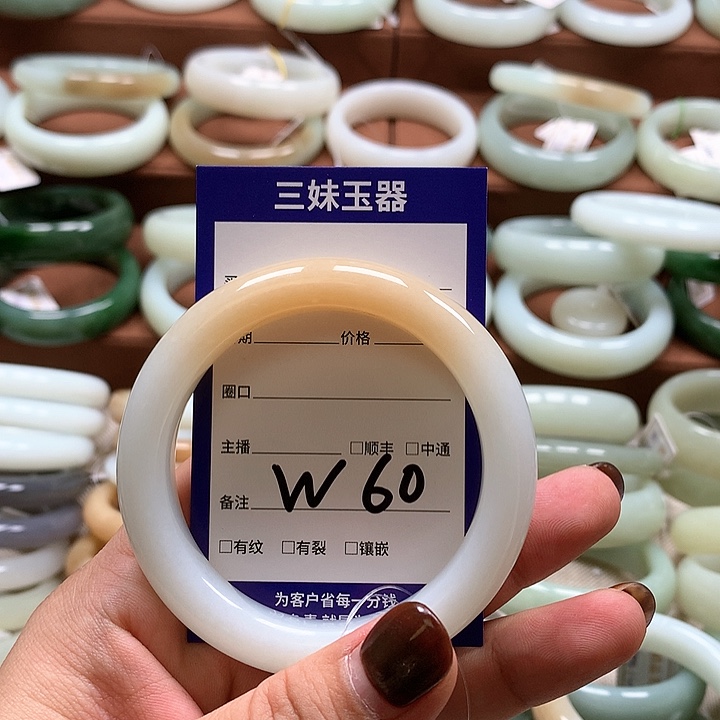 三妹玉器
期 价格
圈口
主播 □顺丰 □中通
备注 W 60
□有纹 □有裂 □镶嵌
为客户省每一分钱